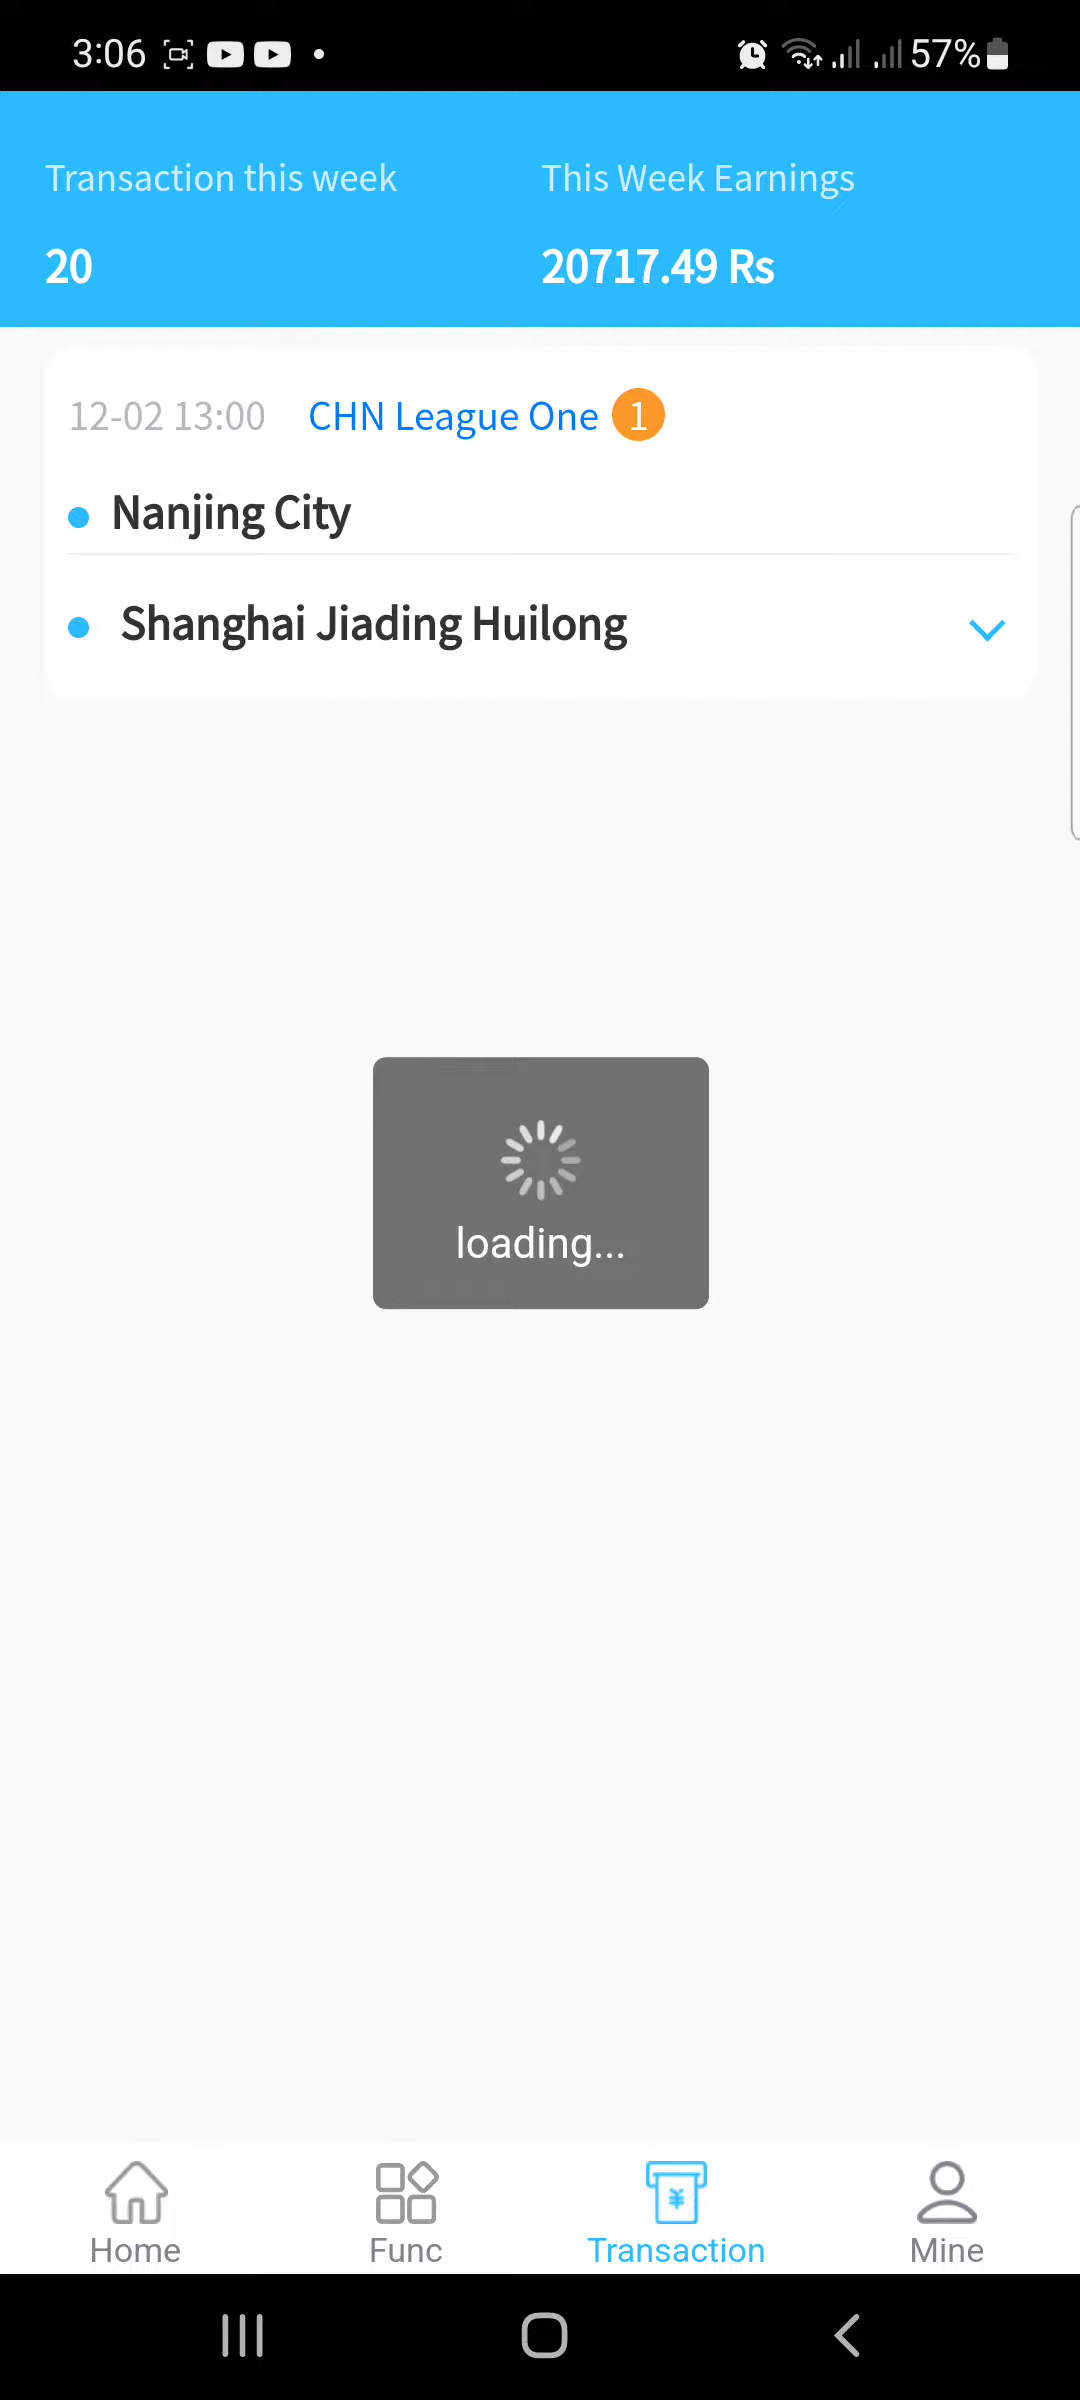 3:06 57%
Transaction this week This Week Earnings
20 20717.49 Rs
12-02 13:00 CHN League One 1
Nanjing City
Shanghai Jiading Huilong
loading...
¥
Home Func Transaction Mine